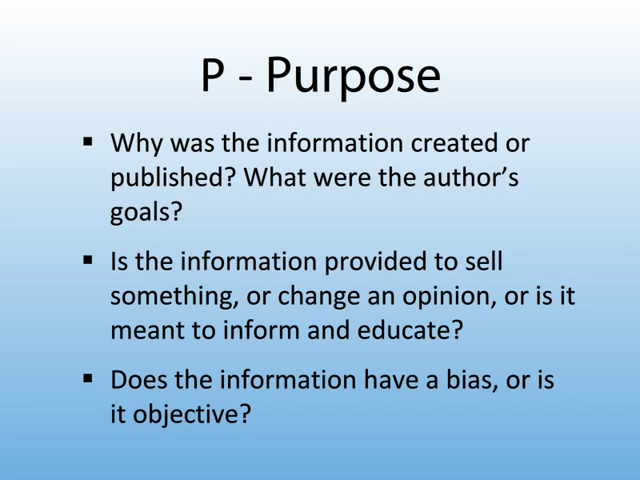 P - Purpose
▪ Why was the information created or
published? What were the author’s
goals?
▪ Is the information provided to sell
something, or change an opinion, or is it
meant to inform and educate?
▪ Does the information have a bias, or is
it objective?